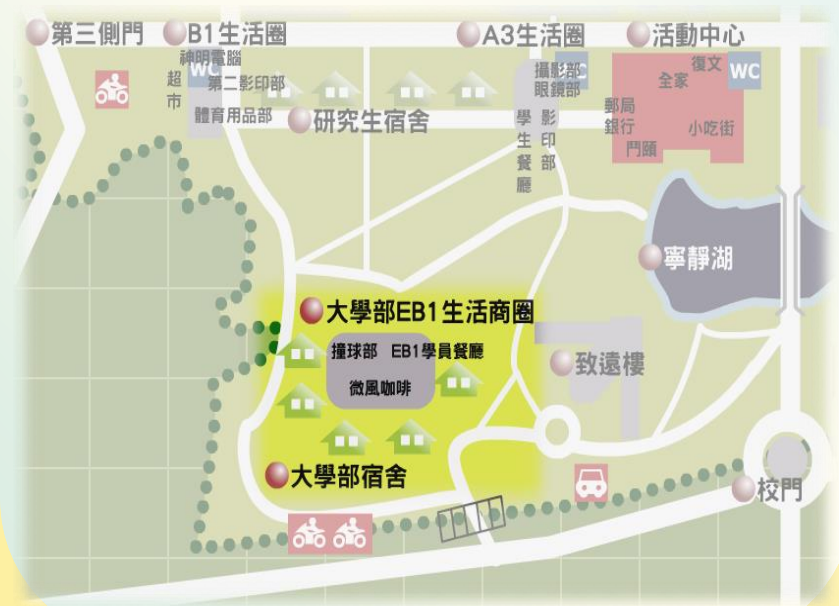 第三側門
B1生活圈
A3生活圈
活動中心
神明電腦
WC
超市
第二影印部
體育用品部
研究生宿舍
攝影部
眼鏡部
WC
學生餐廳
影印部
復文
WC
全家
郵局
銀行
小吃街
鬥頤
寧靜湖
大學部EB1生活商圈
撞球部 EB1學員餐廳
微風咖啡
致遠樓
大學部宿舍
校門